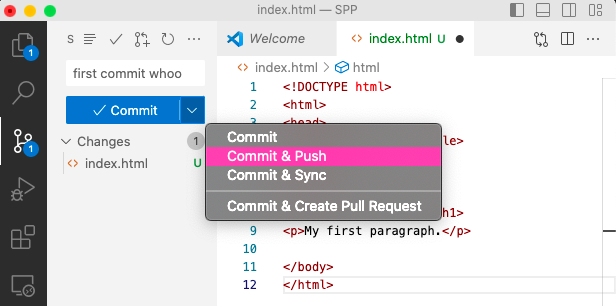 index.html — SPP
S
Welcome
<> index.html U
first commit whoo
<> index.html > html
Commit
Changes 1
<> index.html U
Commit
Commit & Push
Commit & Sync
Commit & Create Pull Request
1 <!DOCTYPE html>
2 <html>
3 <head>
le>
h1>
9 <p>My first paragraph.</p>
10
11 </body>
12 </html>
1
1